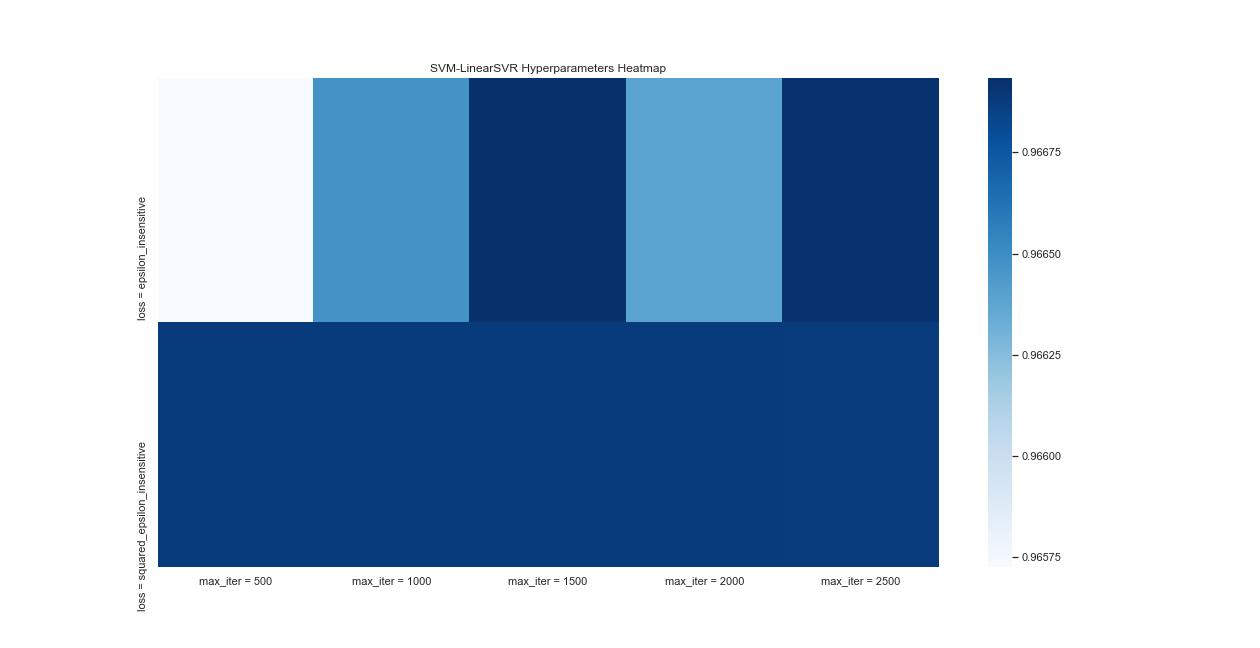 SVM-LinearSVR Hyperparameters Heatmap
loss = epsilon_insensitive
loss = squared_epsilon_insensitive
max_iter = 500
max_iter = 1000
max_iter = 1500
max_iter = 2000
max_iter = 2500
0.96675
0.96650
0.96625
0.96600
0.96575